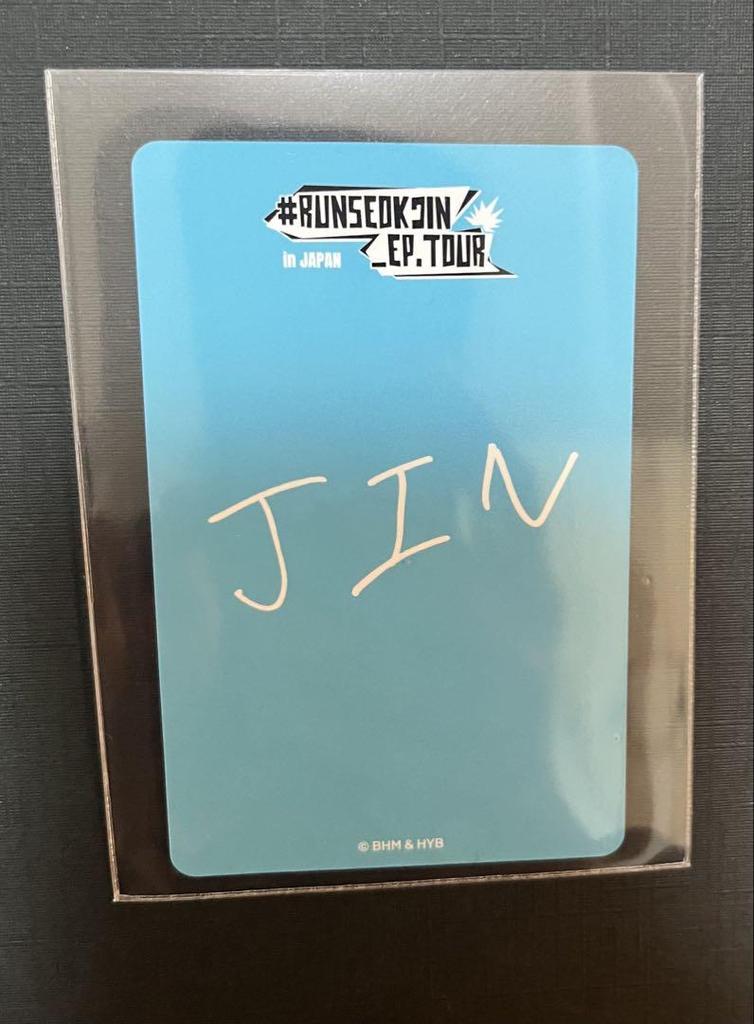 #RUNSEOKJIN
_EP.TOUR
in JAPAN
JIN
© BHM & HYB